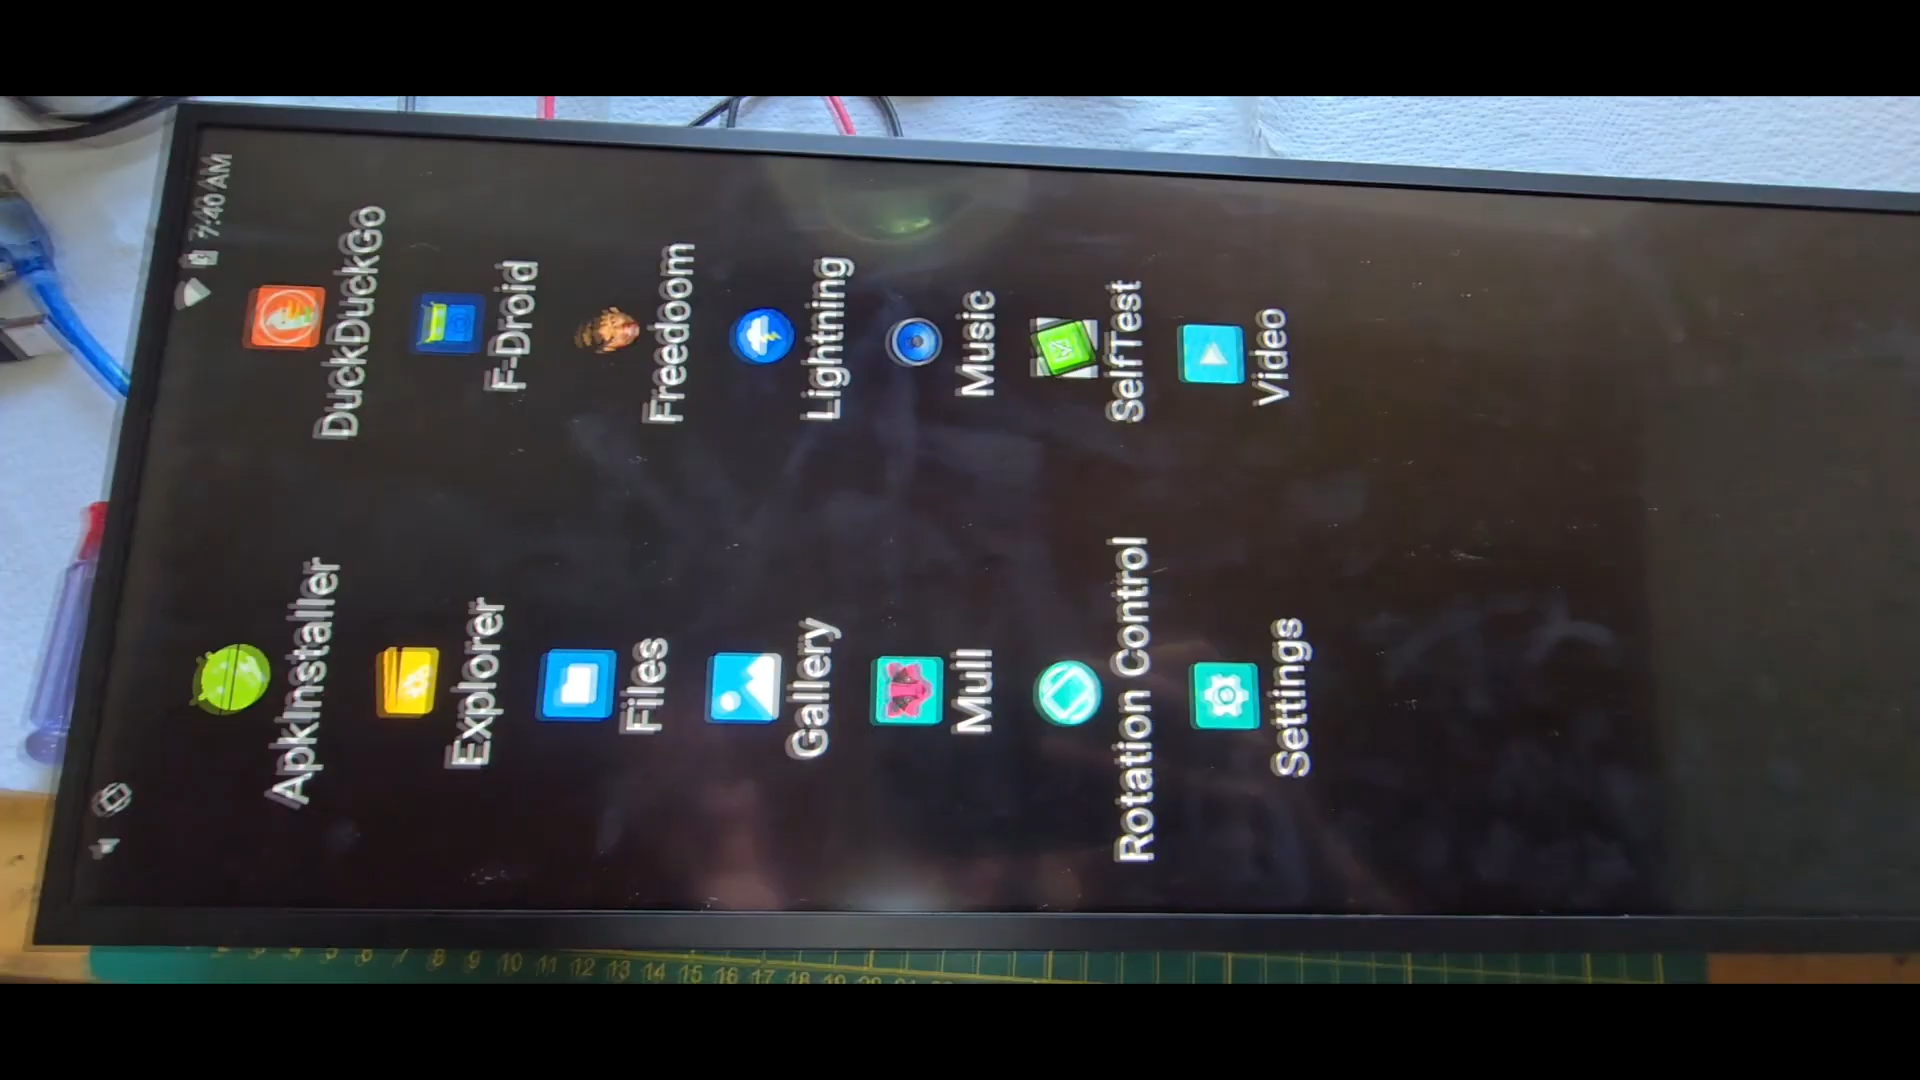 7:40 AM
ApkInstaller
DuckDuckGo
Explorer
F-Droid
Files
Freedoom
Gallery
Lightning
Mull
Music
Rotation Control
SelfTest
Settings
Video
8 9 10 11 12 13 14 15 16 17 18